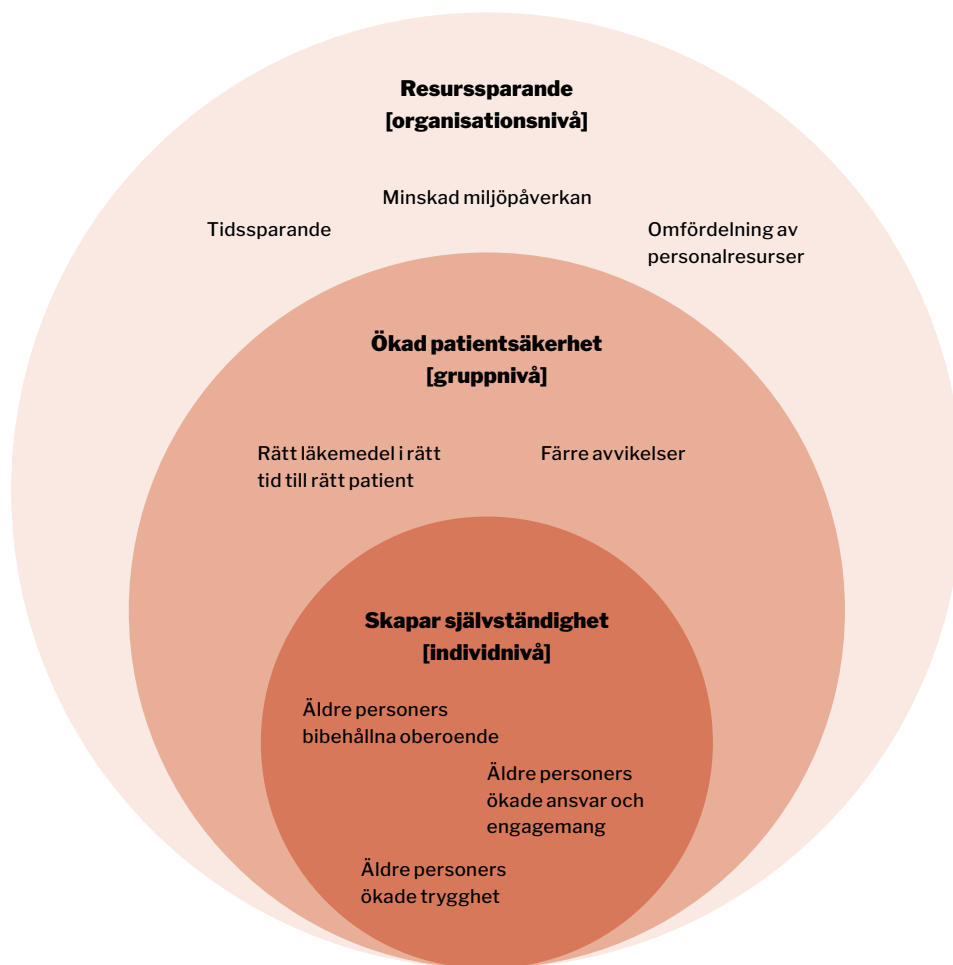 Resurssparande
[organisationsnivå]
Minskad miljöpåverkan
Tidssparande
Omfördelning av
personalresurser
Ökad patientsäkerhet
[gruppnivå]
Rätt läkemedel i rätt
tid till rätt patient
Färre avvikelser
Skapar självständighet
[individnivå]
Äldre personers
bibehållna oberoende
Äldre personers
ökade ansvar och
engagemang
Äldre personers
ökade trygghet